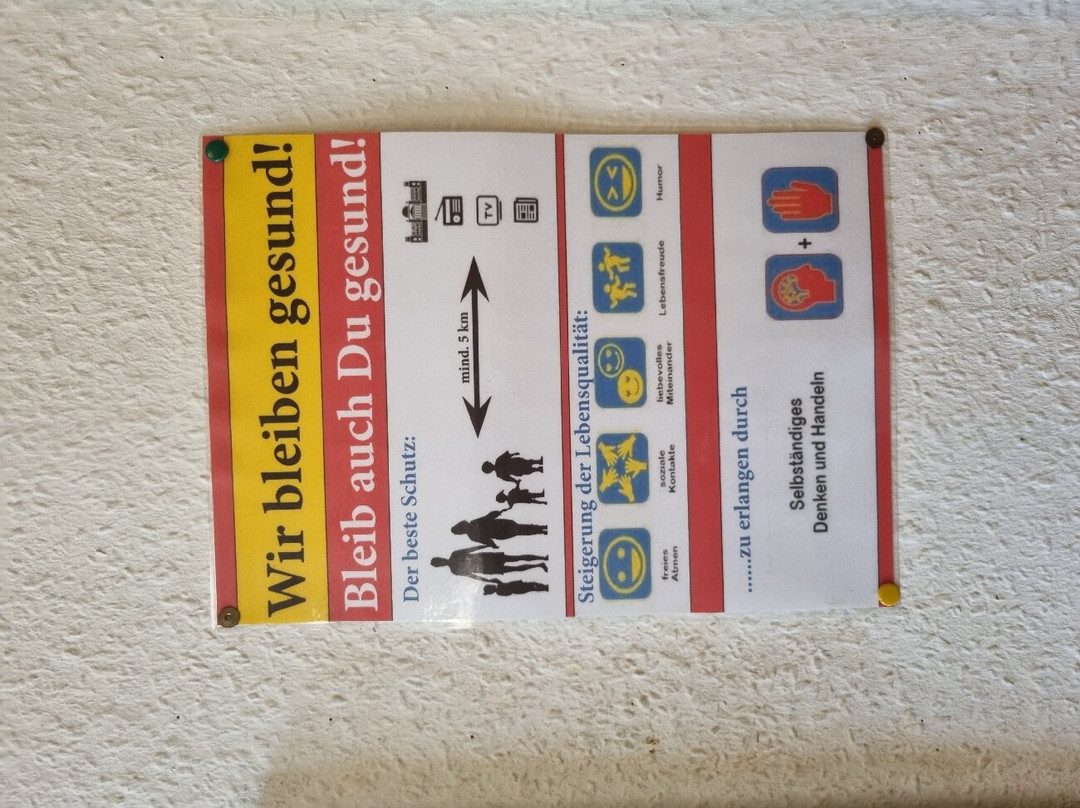 Wir bleiben gesund!
Bleib auch Du gesund!
Der beste Schutz:
mind. 5 km
TV
Steigerung der Lebensqualität:
freies
Atmen
soziale
Kontakte
liebevolles
Miteinander
Lebensfreude
Humor
......zu erlangen durch
Selbständiges
Denken und Handeln
+